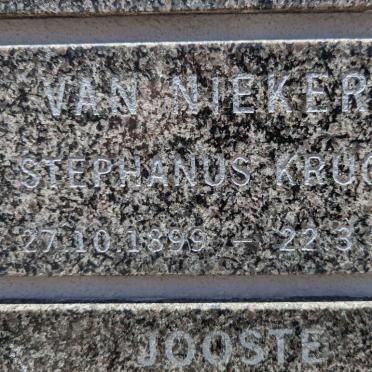 VAN NIEKER
STEPHANUS KRUG
27.10.1899 – 22.3
JOOSTE